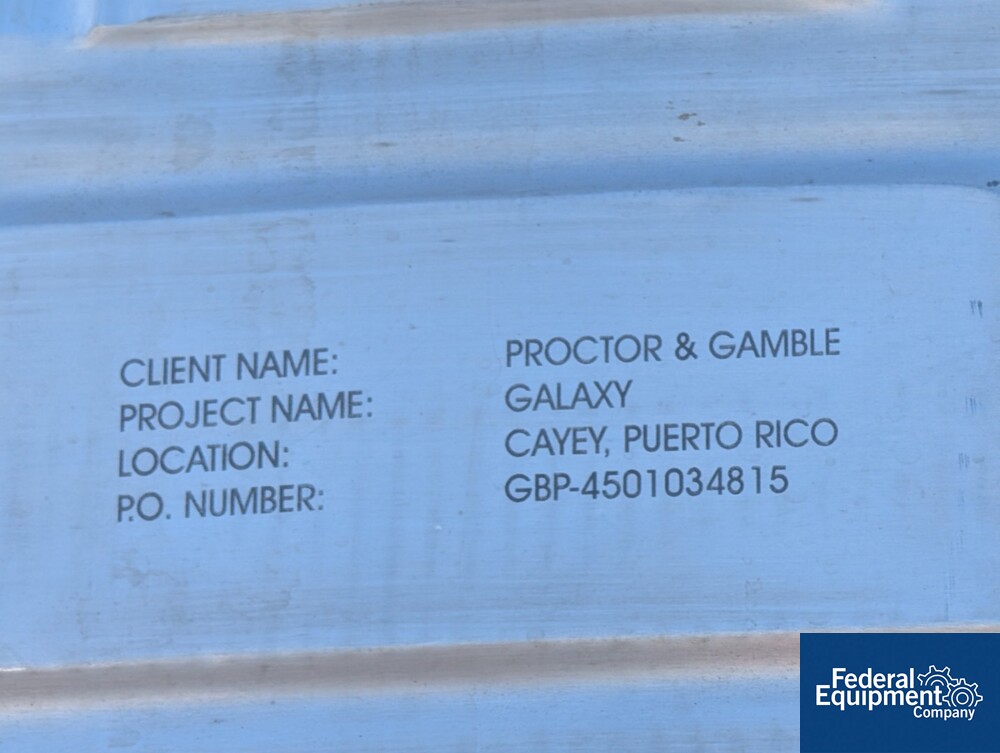 CLIENT NAME: PROCTOR & GAMBLE
PROJECT NAME: GALAXY
LOCATION: CAYEY, PUERTO RICO
P.O. NUMBER: GBP-4501034815
Federal
Equipment
Company